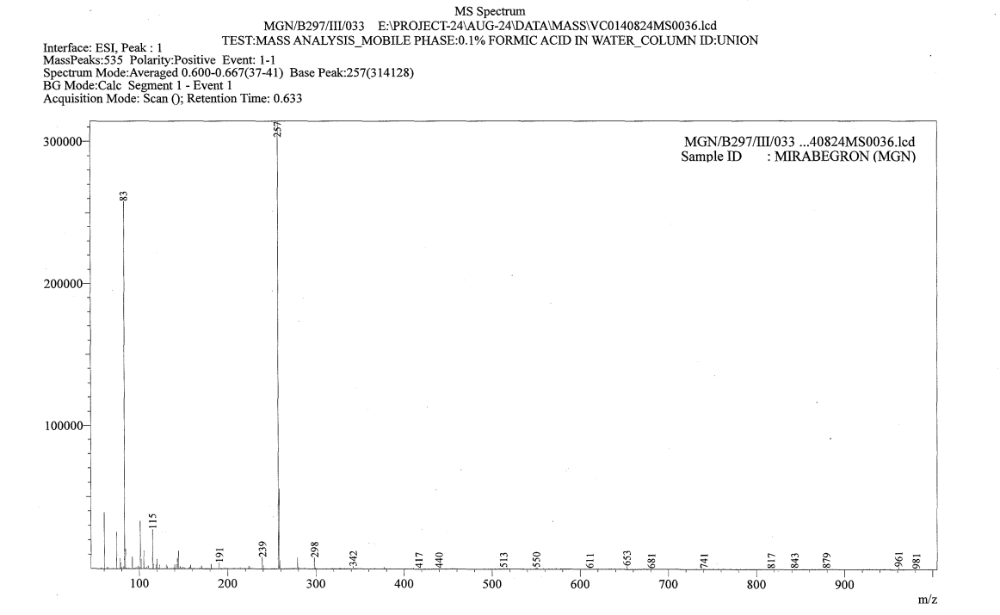 MS Spectrum
MGN/B297/III/033 E:\PROJECT-24\AUG-24\DATA\MASS\VC0140824MS0036.lcd
TEST:MASS ANALYSIS_MOBILE PHASE:0.1% FORMIC ACID IN WATER_COLUMN ID:UNION
Interface: ESI, Peak : 1
MassPeaks:535 Polarity:Positive Event: 1-1
Spectrum Mode:Averaged 0.600-0.667(37-41) Base Peak:257(314128)
BG Mode:Calc Segment 1 - Event 1
Acquisition Mode: Scan (); Retention Time: 0.633
MGN/B297/III/033 ...40824MS0036.lcd
Sample ID : MIRABEGRON (MGN)
300000
200000
100000
83
115
191
239
257
298
342
417
440
513
550
611
653
681
741
817
843
879
961
981
100 200 300 400 500 600 700 800 900
m/z